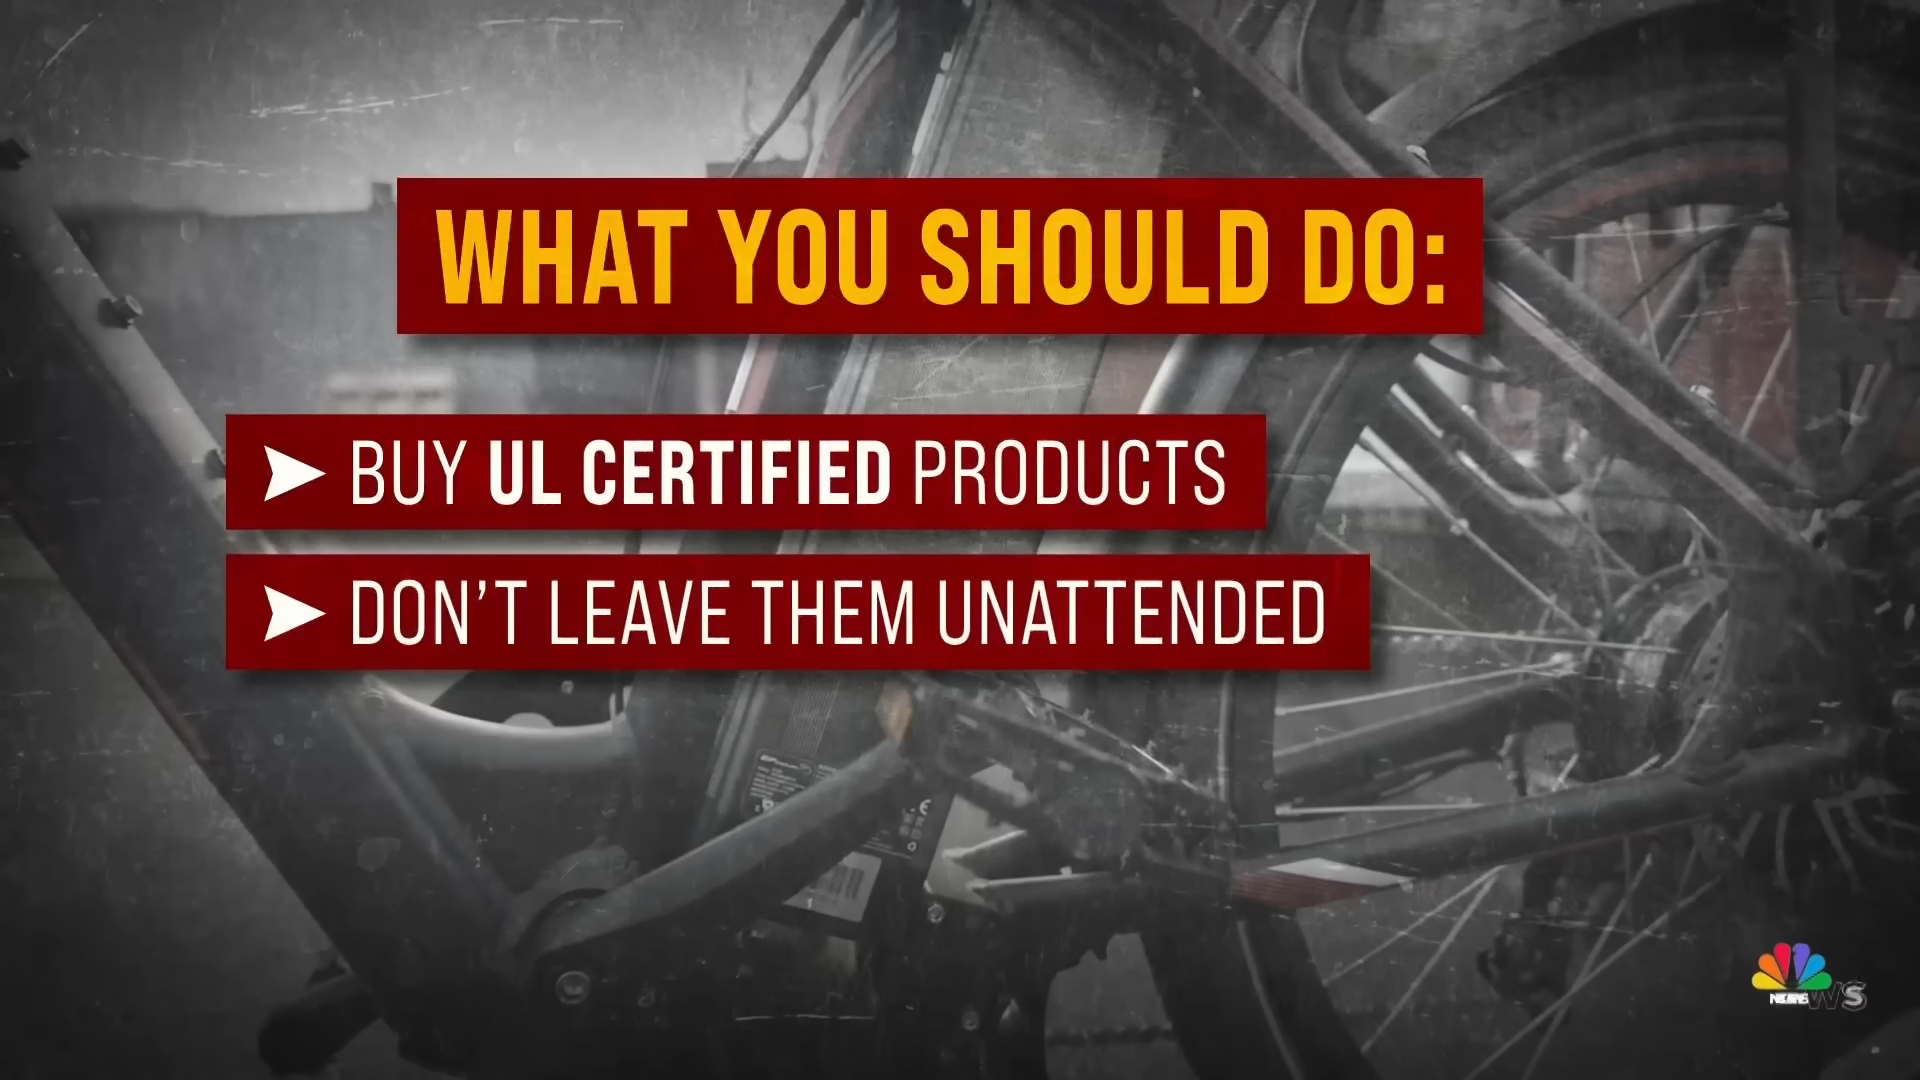 WHAT YOU SHOULD DO:
➤ BUY UL CERTIFIED PRODUCTS
➤ DON’T LEAVE THEM UNATTENDED